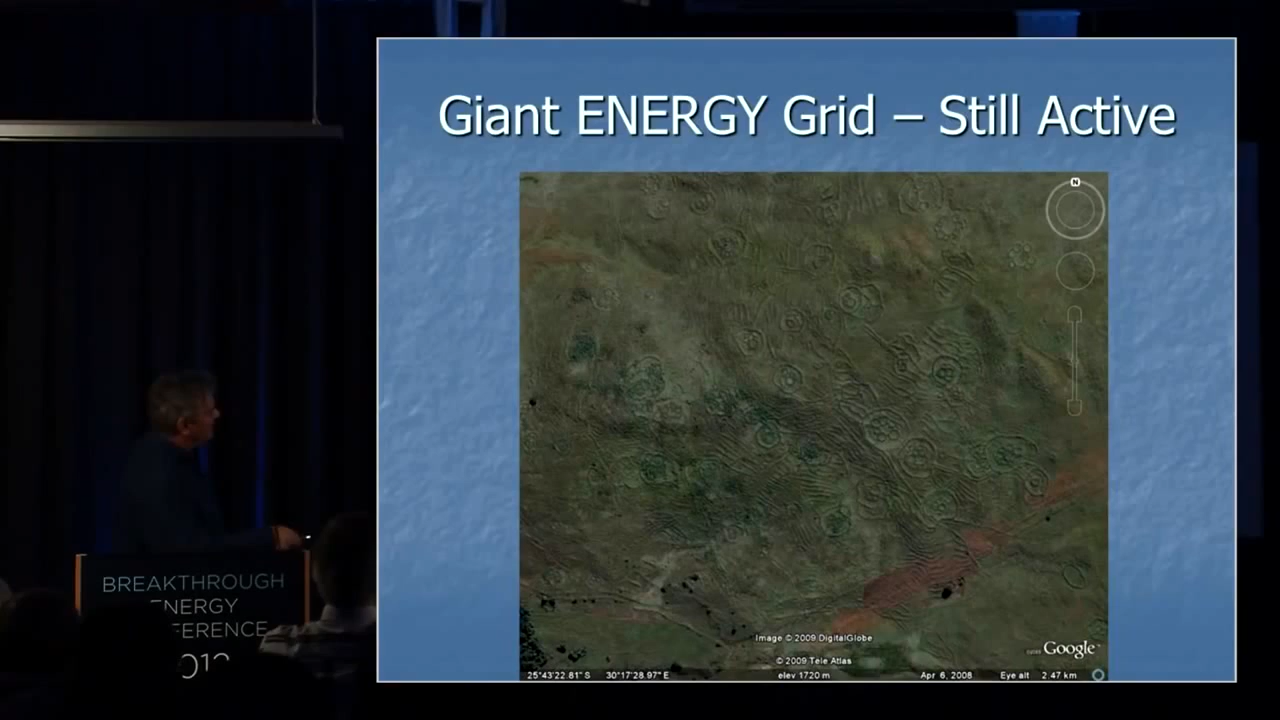 Giant ENERGY Grid – Still Active
N
Image © 2009 DigitalGlobe
© 2009 Tele Atlas
Google
25°43'22.81" S 30°17'28.97" E elev 1720 m Apr 6, 2008 Eye alt 2.47 km
BREAKTHROUGH
ENERGY
FERENCE